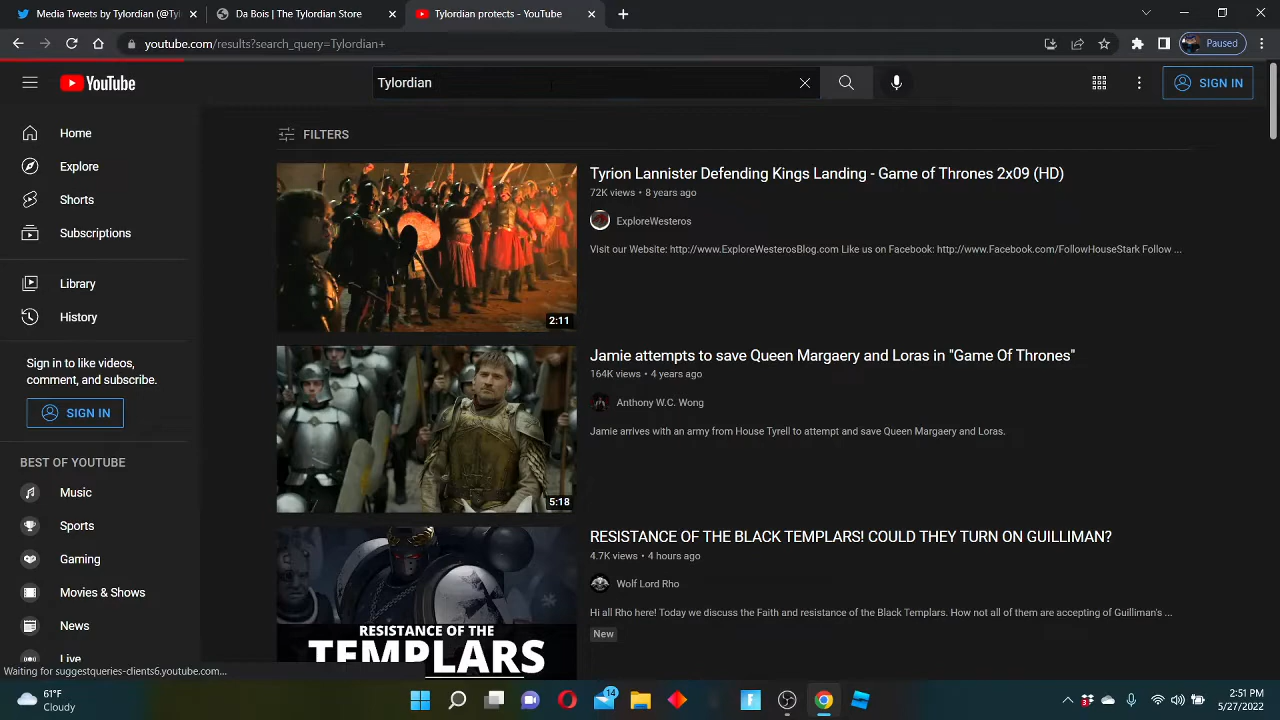 Media Tweets by Tylordian (@Tyl
Da Bois | The Tylordian Store
Tylordian protects - YouTube
youtube.com/results?search_query=Tylordian+
Paused
YouTube
Tylordian
SIGN IN
Home
Explore
Shorts
Subscriptions
Library
History
Sign in to like videos,
comment, and subscribe.
SIGN IN
BEST OF YOUTUBE
Music
Sports
Gaming
Movies & Shows
News
Live
FILTERS
2:11
Tyrion Lannister Defending Kings Landing - Game of Thrones 2x09 (HD)
72K views • 8 years ago
ExploreWesteros
Visit our Website: http://www.ExploreWesterosBlog.com Like us on Facebook: http://www.Facebook.com/FollowHouseStark Follow ...
5:18
Jamie attempts to save Queen Margaery and Loras in "Game Of Thrones"
164K views • 4 years ago
Anthony W.C. Wong
Jamie arrives with an army from House Tyrell to attempt and save Queen Margaery and Loras.
RESISTANCE OF THE
TEMPLARS
RESISTANCE OF THE BLACK TEMPLARS! COULD THEY TURN ON GUILLIMAN?
4.7K views • 4 hours ago
Wolf Lord Rho
Hi all Rho here! Today we discuss the Faith and resistance of the Black Templars. How not all of them are accepting of Guilliman's ...
New
Waiting for suggestqueries-clients6.youtube.com...
61°F
Cloudy
14
2:51 PM
5/27/2022